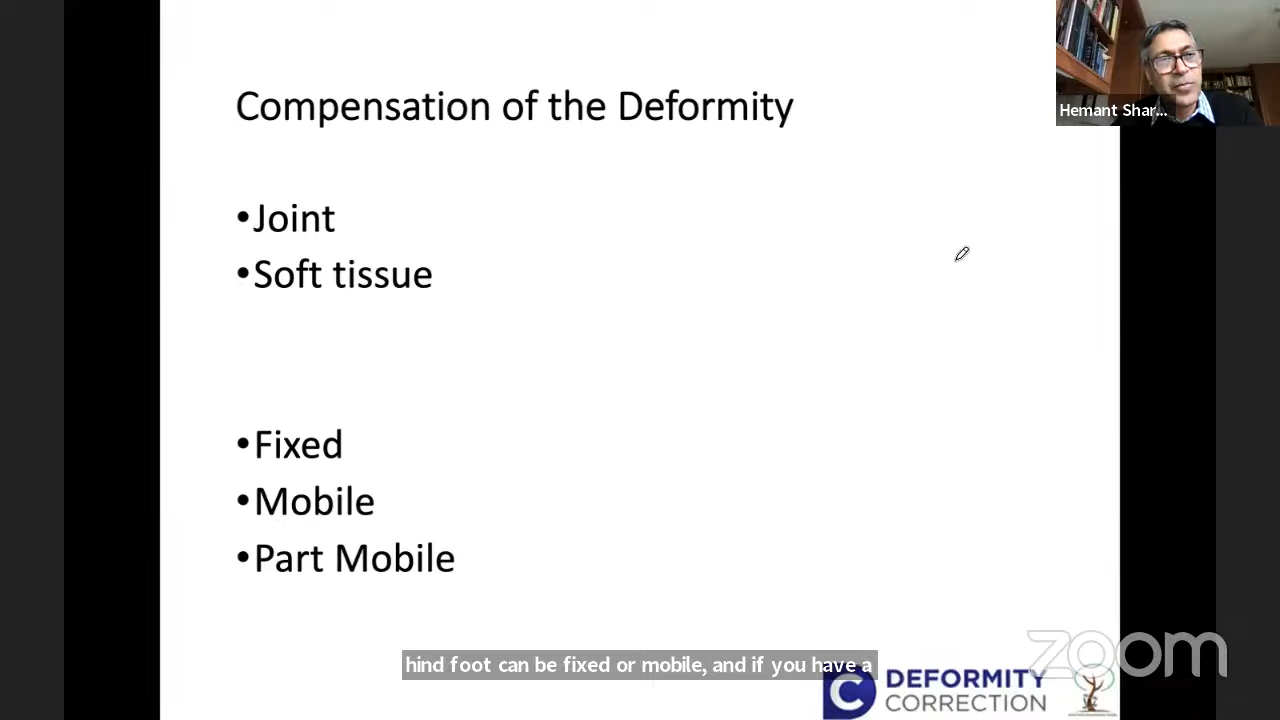 Compensation of the Deformity
Hemant Shar...
•Joint
•Soft tissue
•Fixed
•Mobile
•Part Mobile
hind foot can be fixed or mobile, and if you have a
zoom
C DEFORMITY
CORRECTION